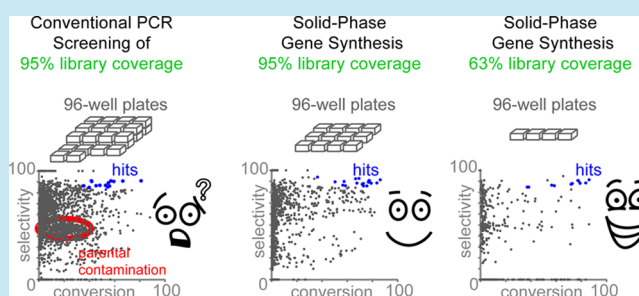 Conventional PCR
Screening of
95% library coverage
96-well plates
100
hits
selectivity
?
parental
contamination
0
conversion
100
Solid-Phase
Gene Synthesis
95% library coverage
96-well plates
100
hits
selectivity
0
conversion
100
Solid-Phase
Gene Synthesis
63% library coverage
96-well plates
100
hits
selectivity
0
conversion
100